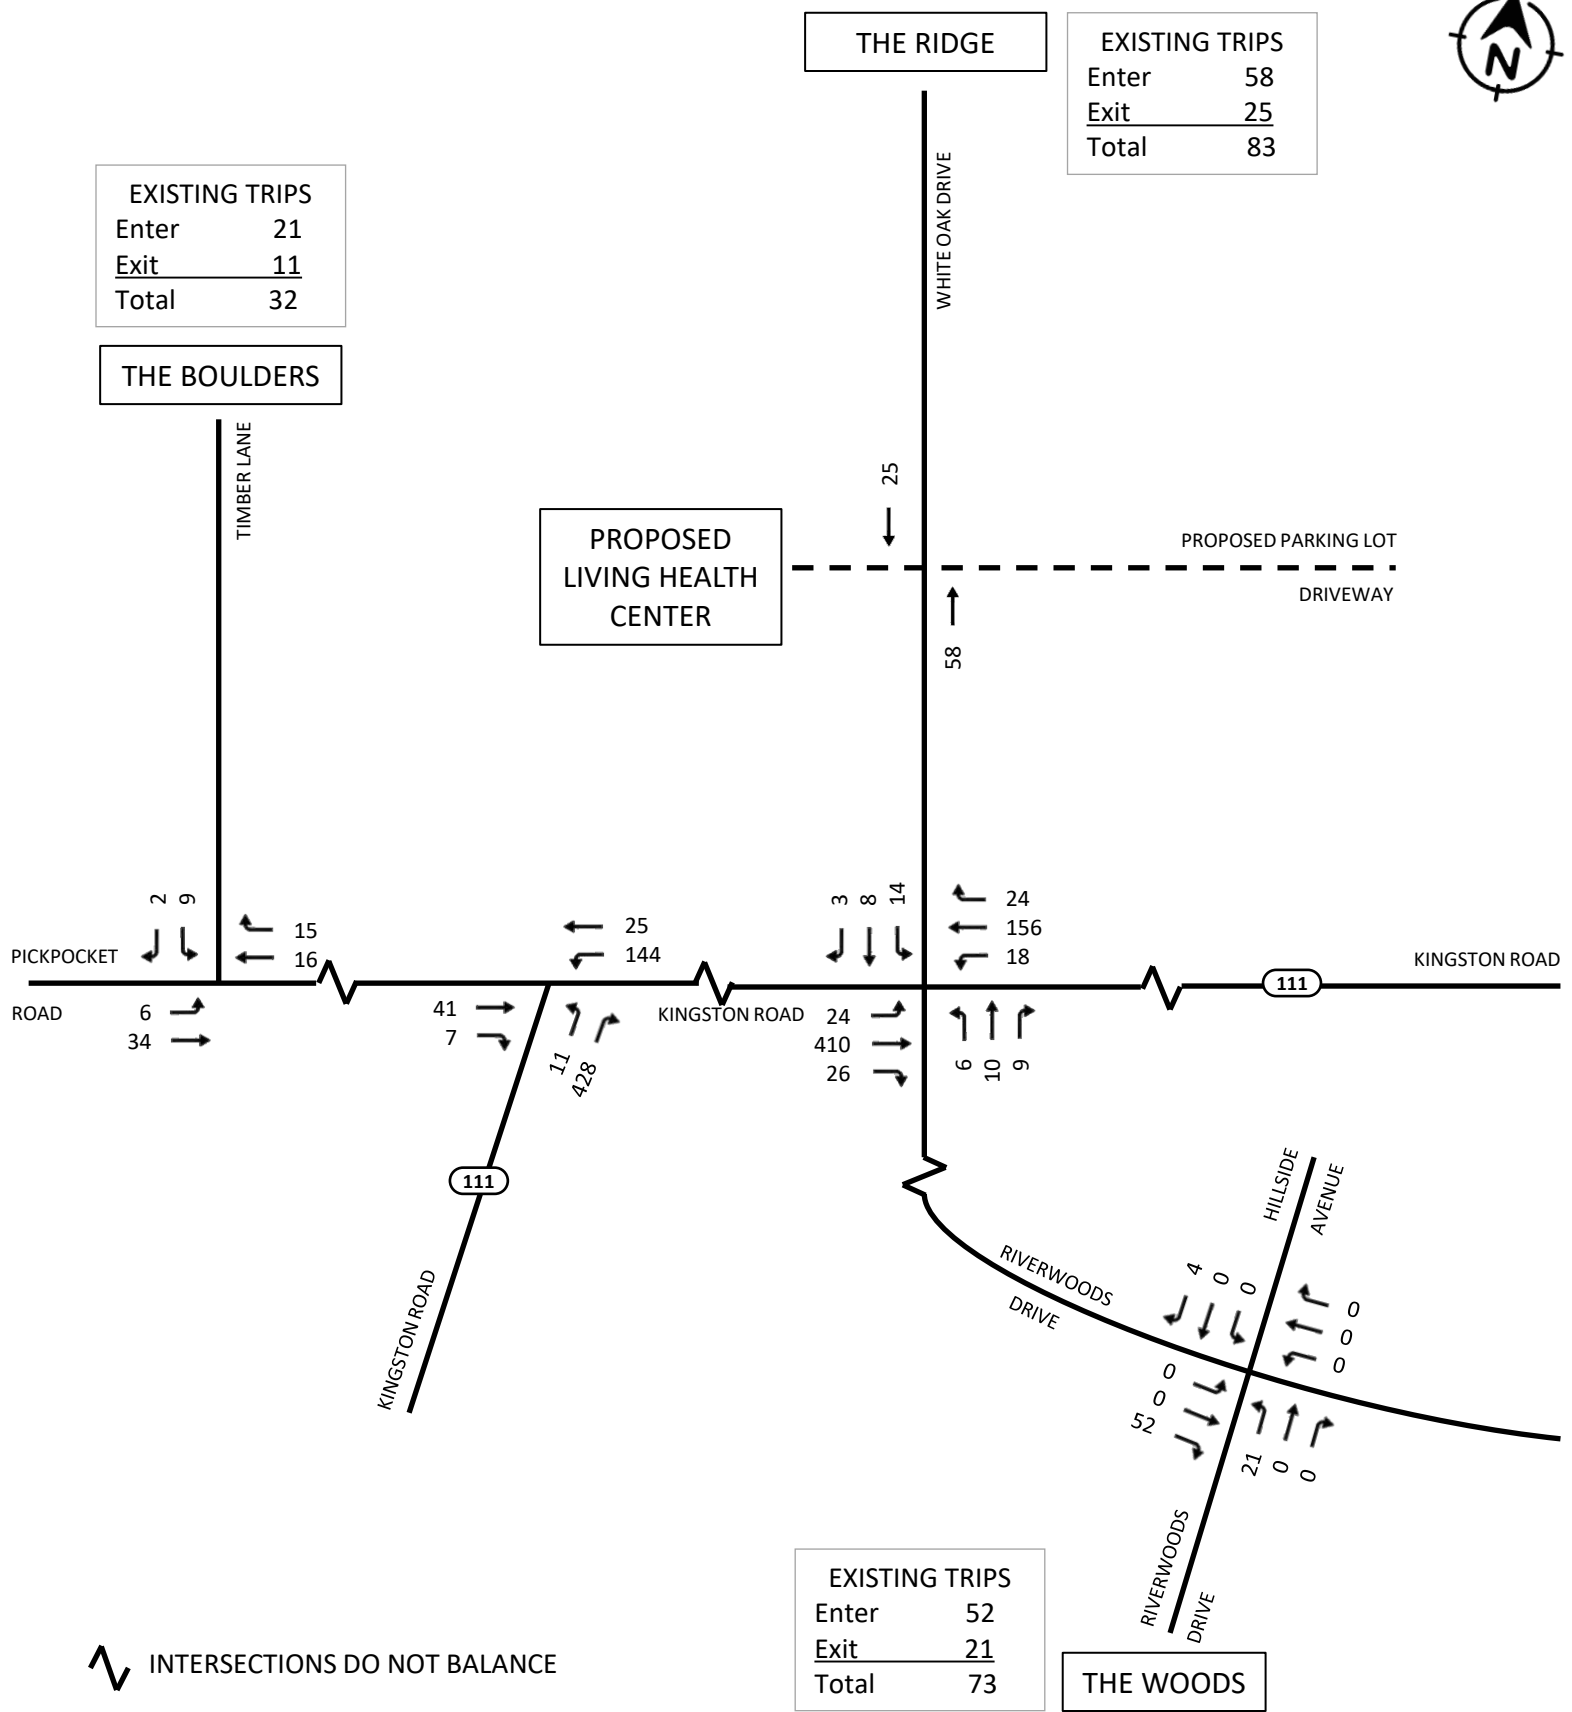 THE RIDGE
EXISTING TRIPS
Enter 58
Exit 25
Total 83
N
EXISTING TRIPS
Enter 21
Exit 11
Total 32
THE BOULDERS
WHITE OAK DRIVE
TIMBER LANE
25
PROPOSED
LIVING HEALTH
CENTER
PROPOSED PARKING LOT
DRIVEWAY
58
2 9
15
16
PICKPOCKET
ROAD
6
34
25
144
41
7
11
428
3 8 14
24
156
18
KINGSTON ROAD
24
410
26
6 10 9
KINGSTON ROAD
111
111
KINGSTON ROAD
HILLSIDE
AVENUE
RIVERWOODS
DRIVE
4 0 0
0
0
0
0
0
52
21 0 0
RIVERWOODS
DRIVE
EXISTING TRIPS
Enter 52
Exit 21
Total 73
THE WOODS
INTERSECTIONS DO NOT BALANCE